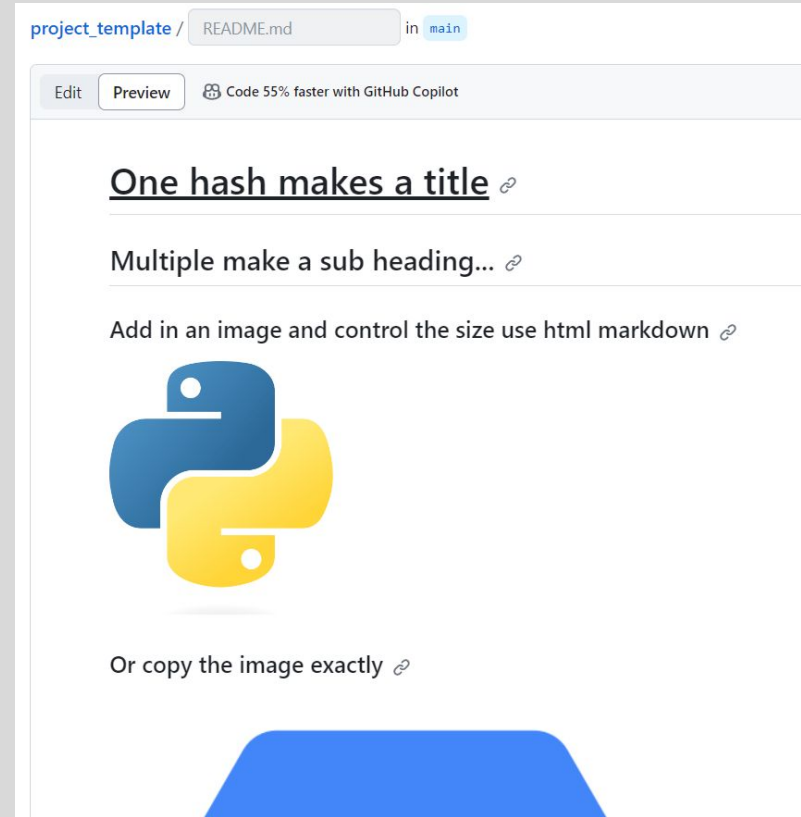 project_template / README.md in main
Edit Preview Code 55% faster with GitHub Copilot
One hash makes a title
Multiple make a sub heading...
Add in an image and control the size use html markdown
Or copy the image exactly